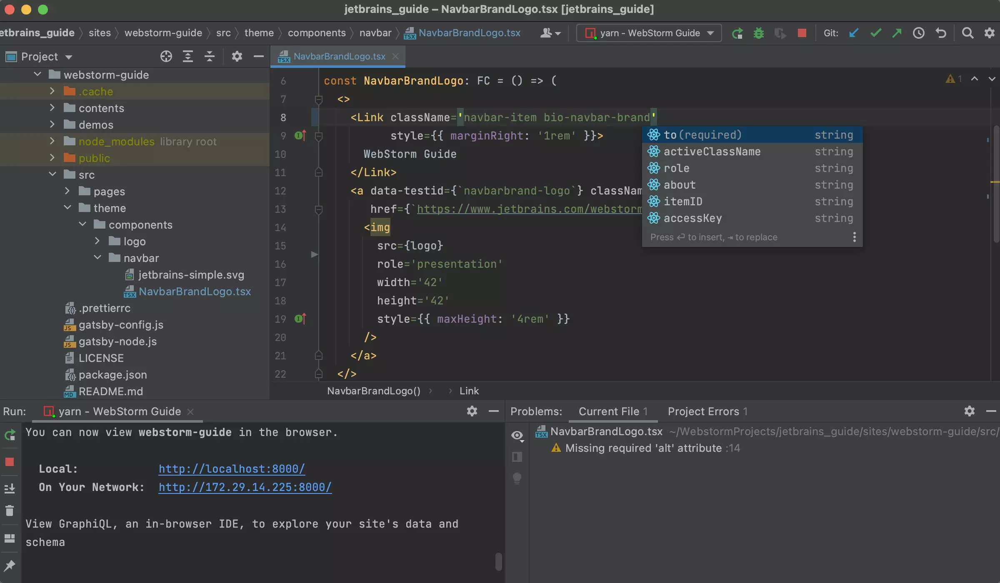 jetbrains_guide – NavbarBrandLogo.tsx [jetbrains_guide]
etbrains_guide sites webstorm-guide src theme components navbar TSX NavbarBrandLogo.tsx yarn - WebStorm Guide Git:
Project
TSX NavbarBrandLogo.tsx
webstorm-guide
.cache
contents
demos
node_modules library root
public
src
pages
theme
components
logo
navbar
jetbrains-simple.svg
TSX NavbarBrandLogo.tsx
.prettierrc
JS gatsby-config.js
JS gatsby-node.js
LICENSE
package.json
MD README.md
1
6 const NavbarBrandLogo: FC = () => (
7 <>
8 <Link className='navbar-item bio-navbar-brand'
9 style={{ marginRight: '1rem' }}>
10 WebStorm Guide
11 </Link>
12 <a data-testid={`navbarbrand-logo`} classNam
13 href={`https://www.jetbrains.com/webstorm
14 <img
15 src={logo}
16 role='presentation'
17 width='42'
18 height='42'
19 style={{ maxHeight: '4rem' }}
20 />
21 </a>
22 </>
to(required) string
activeClassName string
role string
about string
itemID string
accessKey string
Press ⏎ to insert, ⇥ to replace
NavbarBrandLogo() Link
Run: yarn - WebStorm Guide
You can now view webstorm-guide in the browser.
Local: http://localhost:8000/
On Your Network: http://172.29.14.225:8000/
View GraphiQL, an in-browser IDE, to explore your site's data and
schema
Problems: Current File 1 Project Errors 1
TSX NavbarBrandLogo.tsx ~/WebstormProjects/jetbrains_guide/sites/webstorm-guide/src/
Missing required 'alt' attribute :14